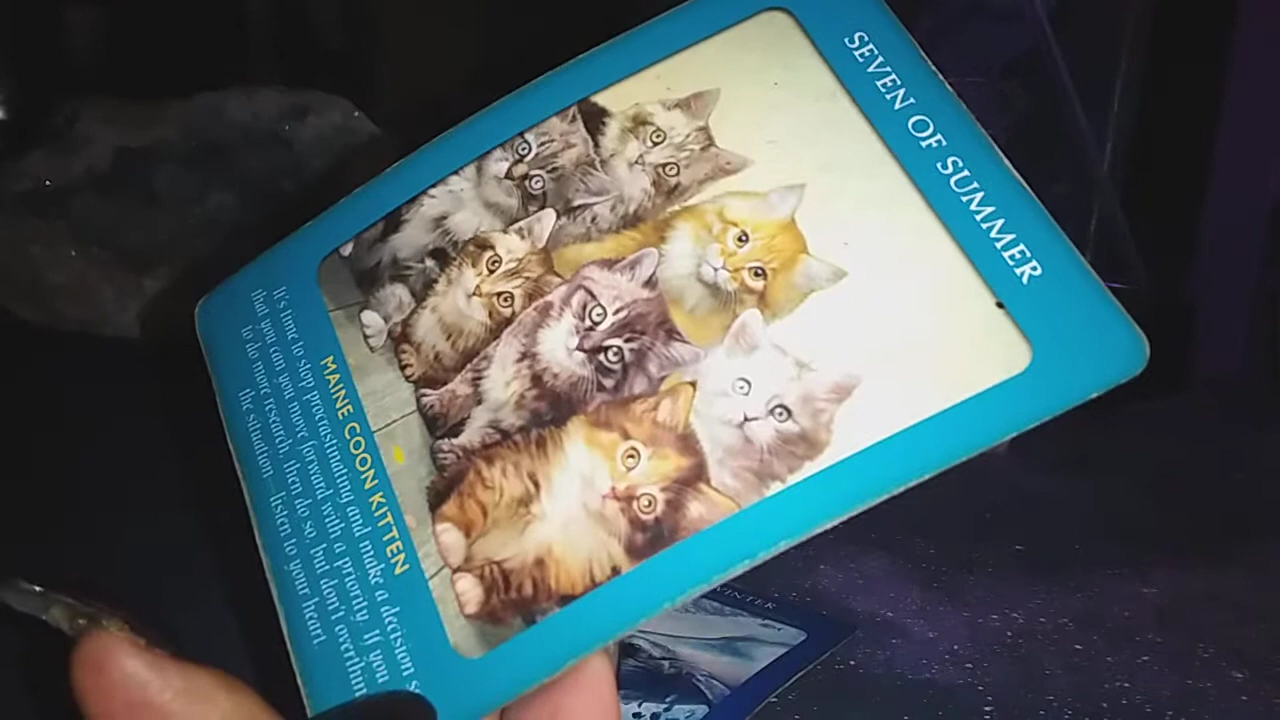 SEVEN OF SUMMER
MAINE COON KITTEN
It's time to stop procrastinating and make a decision
that you can you move forward with a priority. If you
to do more research, then do so, but don't
the situation—listen to your heart.
WINTER